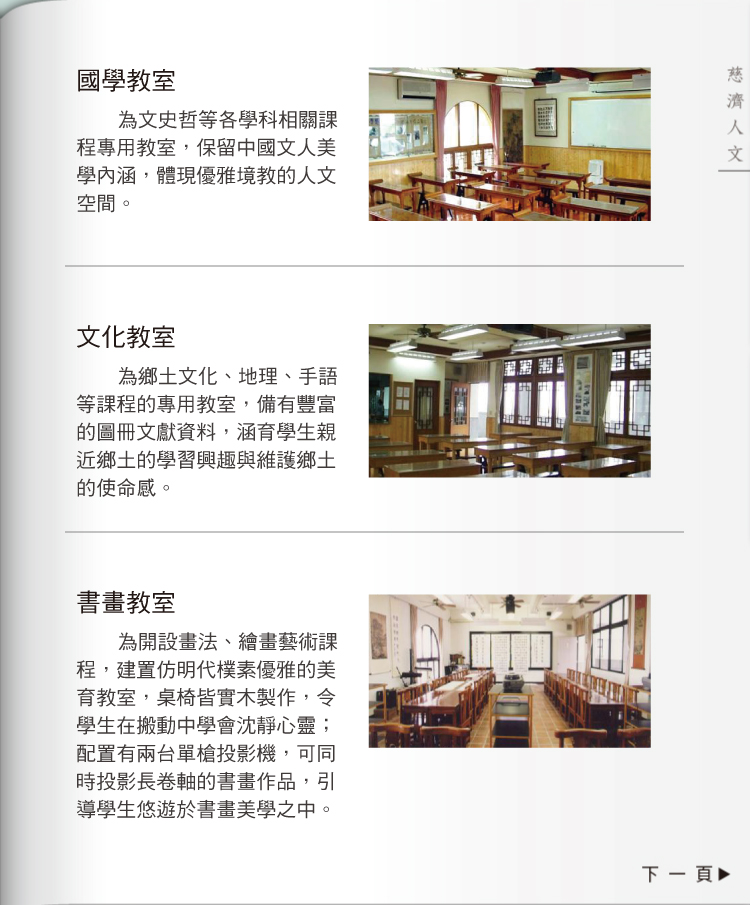 國學教室
為文史哲等各學科相關課
程專用教室，保留中國文人美
學內涵，體現優雅境教的人文
空間。
慈濟人文
文化教室
為鄉土文化、地理、手語
等課程的專用教室，備有豐富
的圖冊文獻資料，涵育學生親
近鄉土的學習興趣與維護鄉土
的使命感。
書畫教室
為開設畫法、繪畫藝術課
程，建置仿明代樸素優雅的美
育教室，桌椅皆實木製作，令
學生在搬動中學會沈靜心靈；
配置有兩台單槍投影機，可同
時投影長卷軸的書畫作品，引
導學生悠遊於書畫美學之中。
下一頁▶